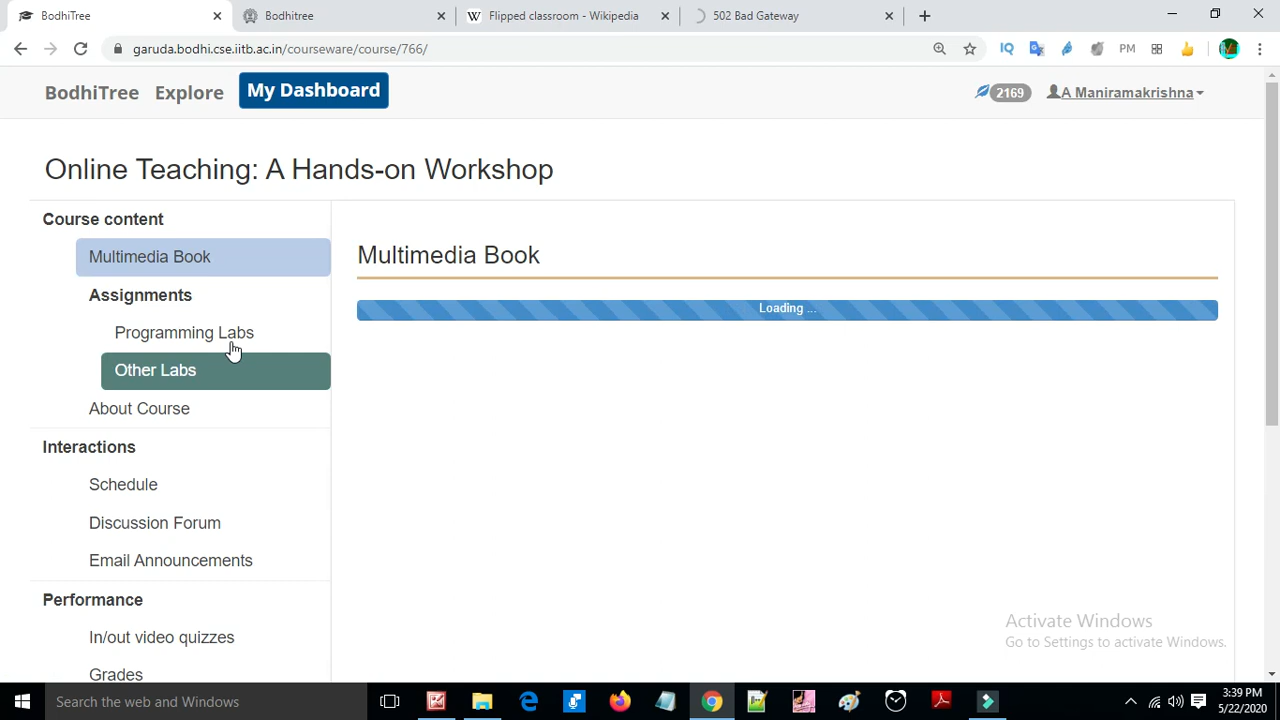 BodhiTree
Bodhitree
Flipped classroom - Wikipedia
502 Bad Gateway
garuda.bodhi.cse.iitb.ac.in/courseware/course/766/
IQ
PM
BodhiTree Explore My Dashboard
2169
A Maniramakrishna
Online Teaching: A Hands-on Workshop
Course content
Multimedia Book
Assignments
Programming Labs
Other Labs
About Course
Interactions
Schedule
Discussion Forum
Email Announcements
Performance
In/out video quizzes
Grades
Multimedia Book
Loading ...
Activate Windows
Go to Settings to activate Windows.
Search the web and Windows
3:39 PM
5/22/2020